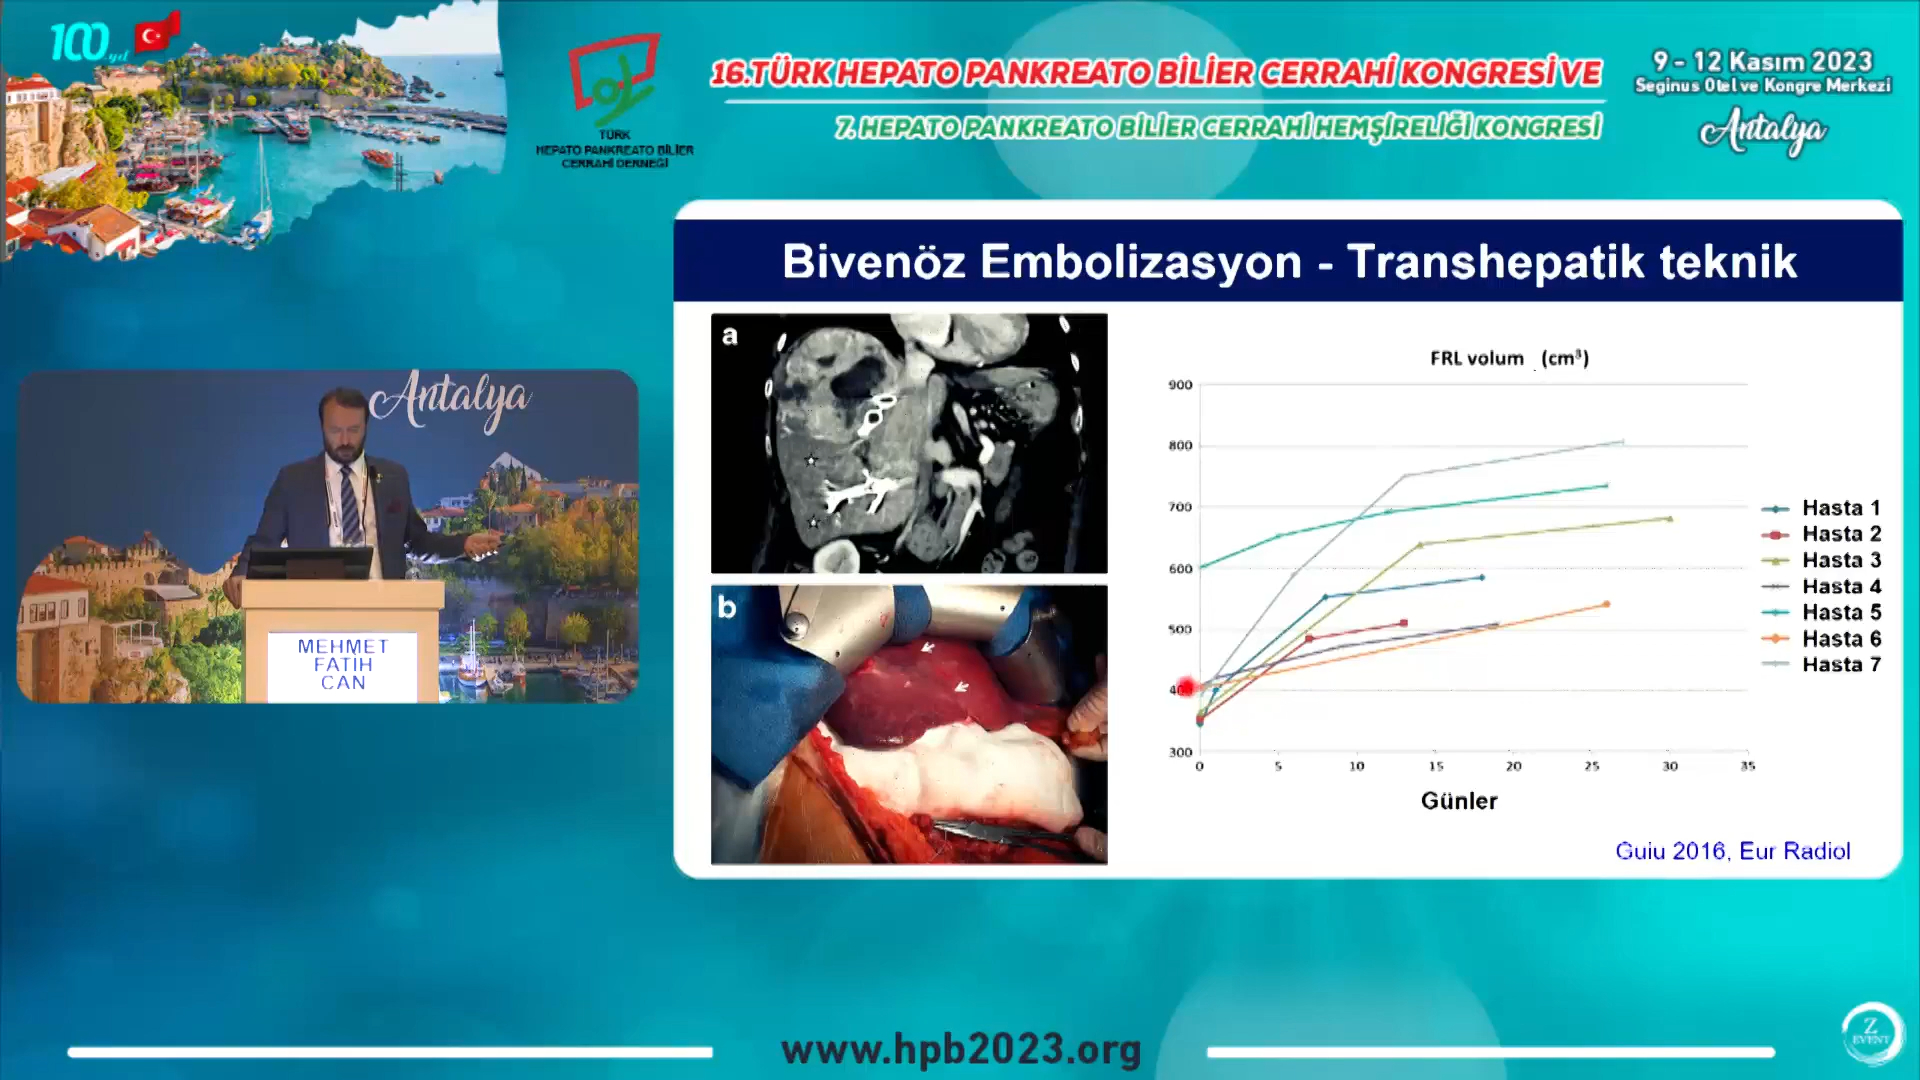 100.yıl
TÜRK
HEPATO PANKREATO BİLİER
CERRAHİ DERNEĞİ
16.TÜRK HEPATO PANKREATO BİLİER CERRAHİ KONGRESİ VE
7. HEPATO PANKREATO BİLİER CERRAHİ HEMŞİRELİĞİ KONGRESİ
9 - 12 Kasım 2023
Seginus Otel ve Kongre Merkezi
Antalya
Antalya
MEHMET
FATIH
CAN
Bivenöz Embolizasyon - Transhepatik teknik
a
b
FRL volum (cm³)
900
800
700
600
500
400
300
0 5 10 15 20 25 30 35
Günler
Hasta 1
Hasta 2
Hasta 3
Hasta 4
Hasta 5
Hasta 6
Hasta 7
Guiu 2016, Eur Radiol
www.hpb2023.org
Z
EVENT